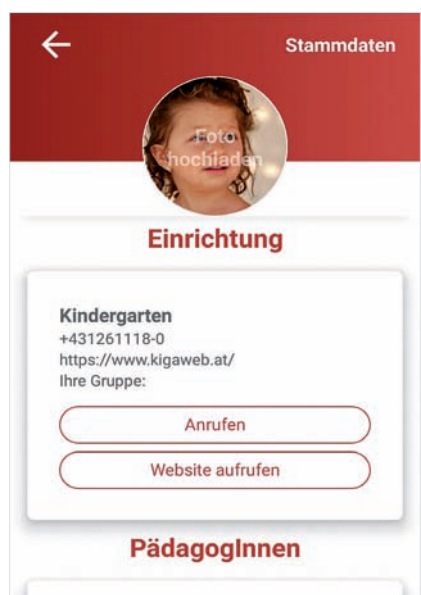 Stammdaten
Foto
hochladen
Einrichtung
Kindergarten
+431261118-0
https://www.kigaweb.at/
Ihre Gruppe:
Anrufen
Website aufrufen
PädagogInnen